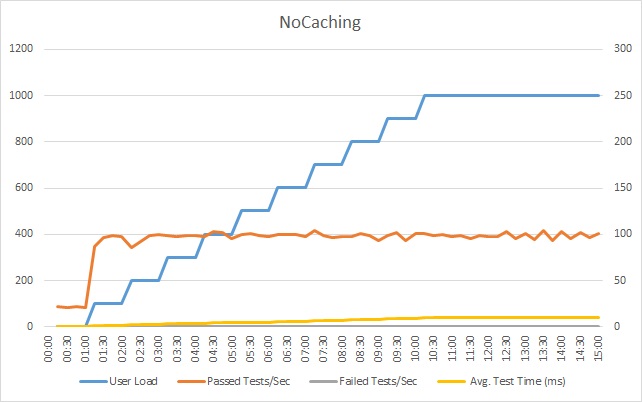 NoCaching
1200 300
1000 250
800 200
600 150
400 100
200 50
0 0
00:00 00:30 01:00 01:30 02:00 02:30 03:00 03:30 04:00 04:30 05:00 05:30 06:00 06:30 07:00 07:30 08:00 08:30 09:00 09:30 10:00 10:30 11:00 11:30 12:00 12:30 13:00 13:30 14:00 14:30 15:00
User Load Passed Tests/Sec Failed Tests/Sec Avg. Test Time (ms)